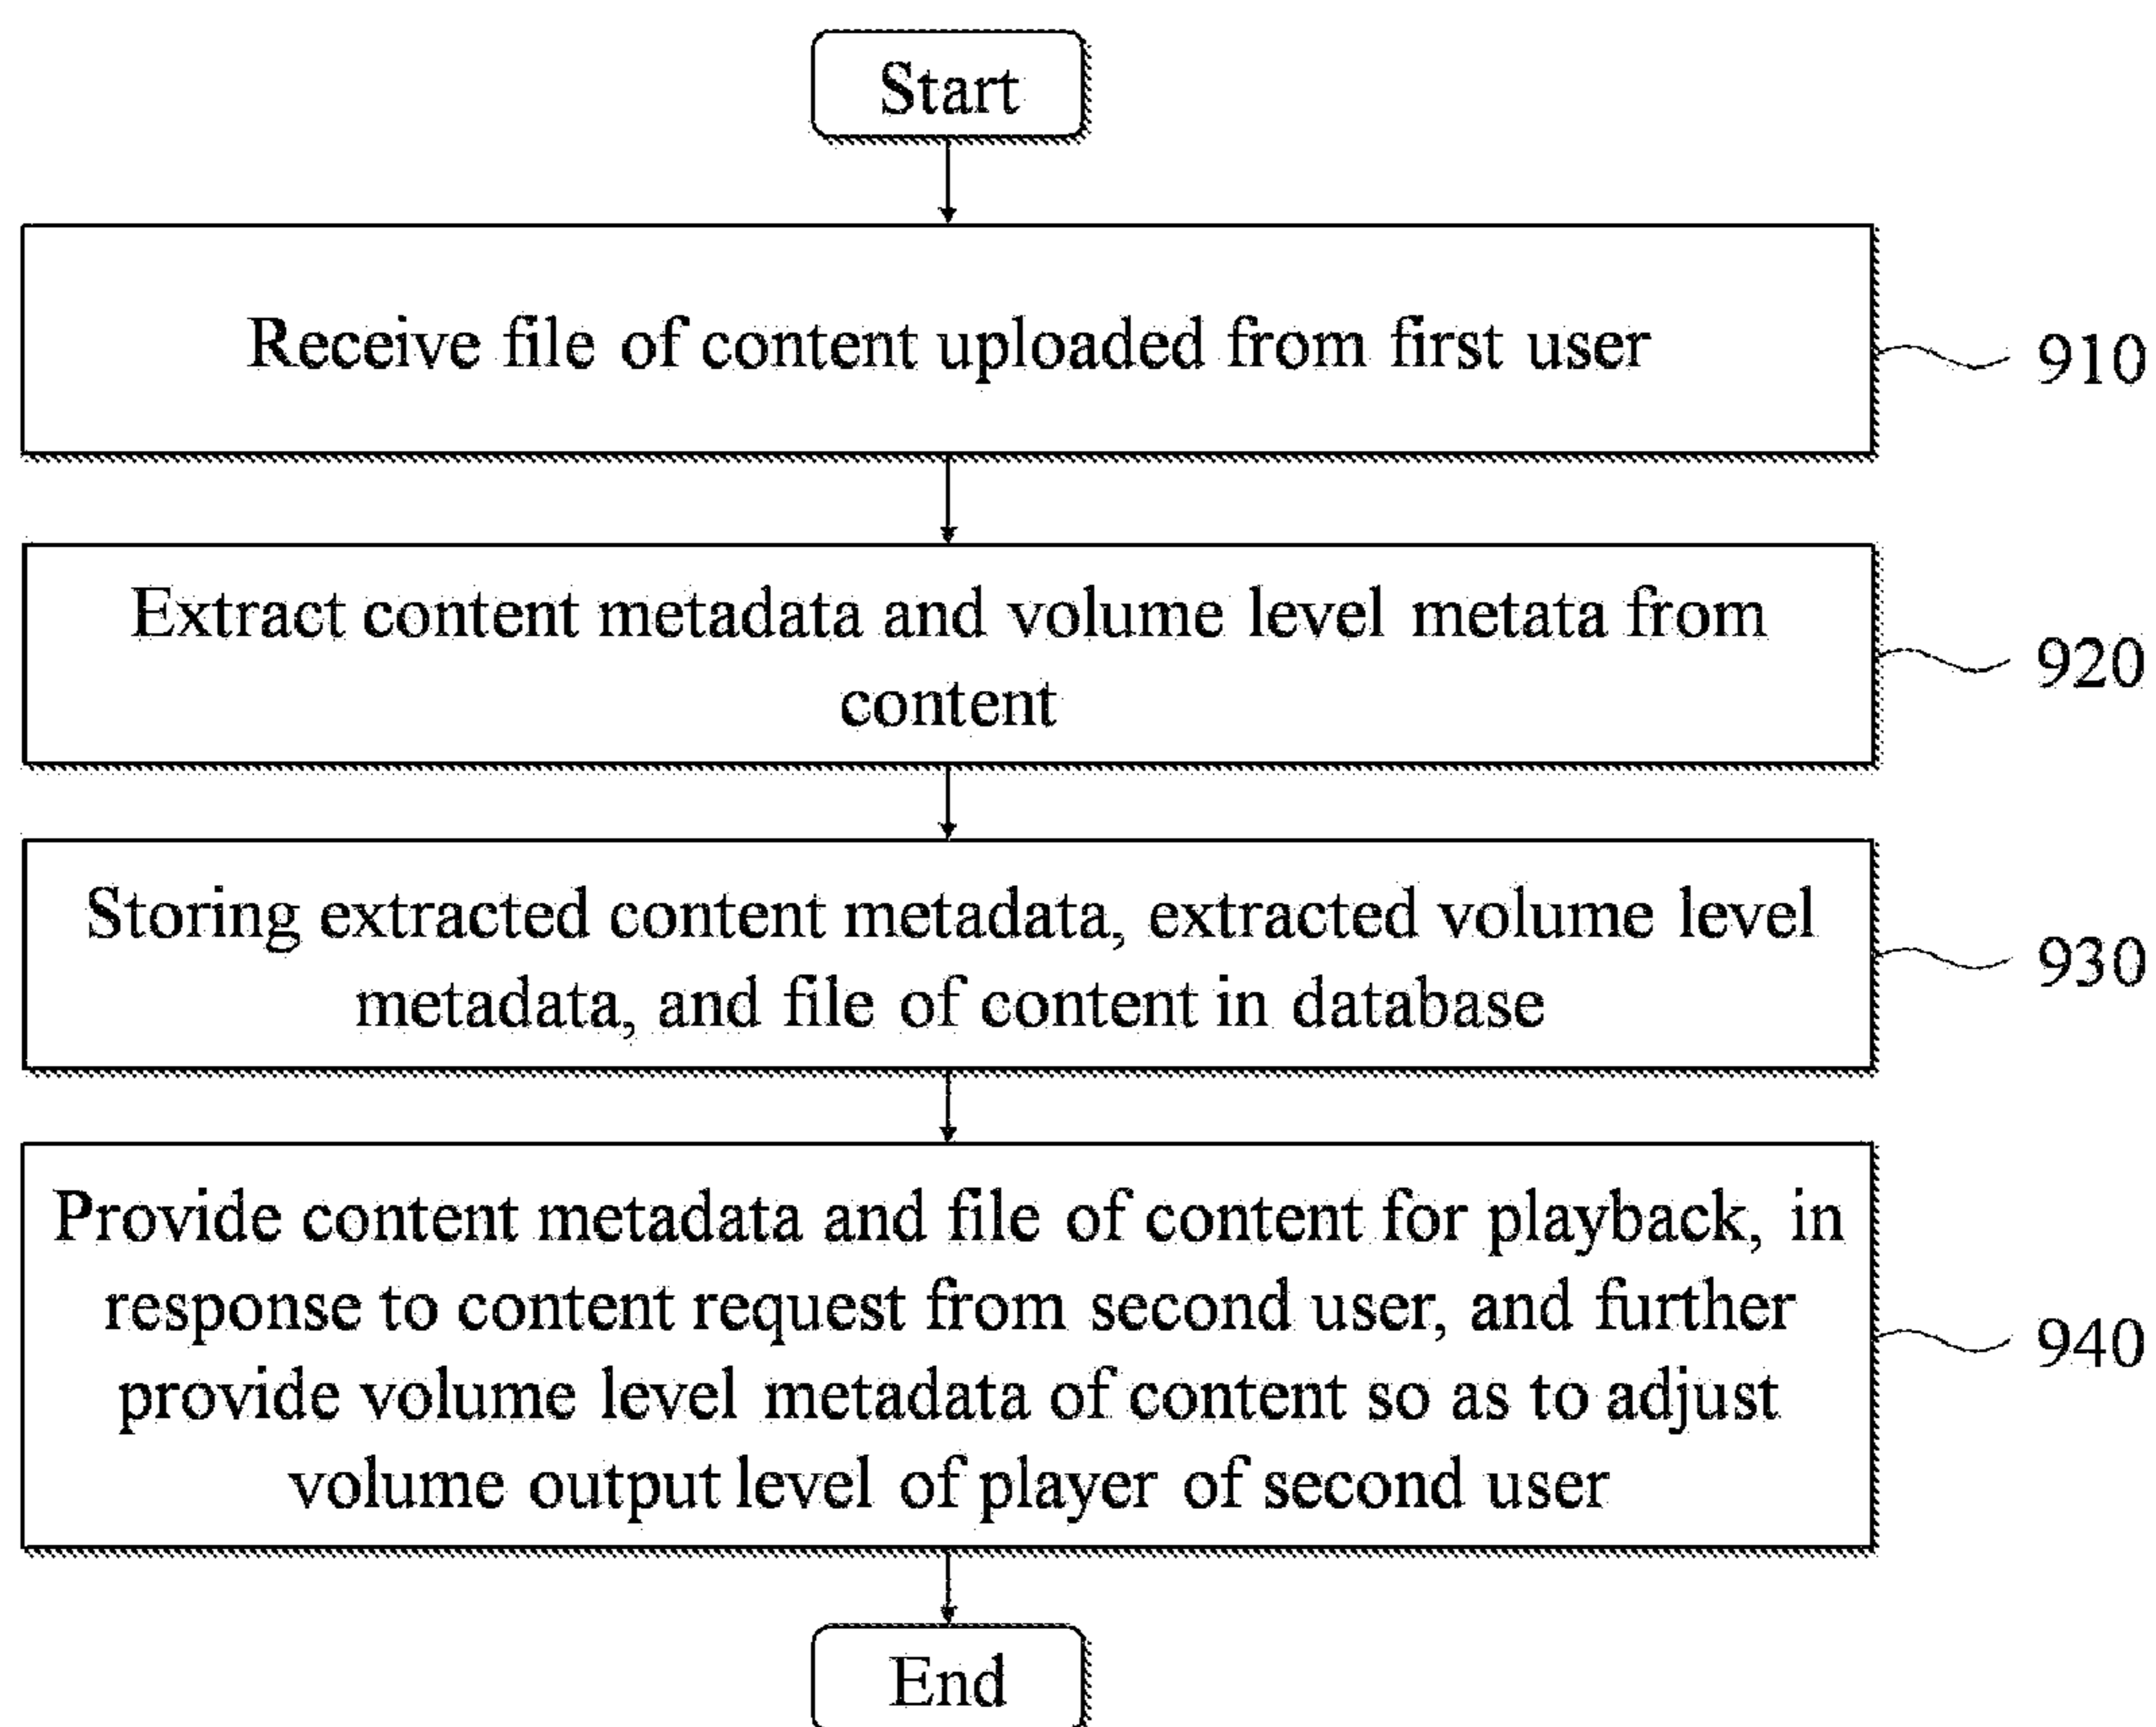 Start
Receive file of content uploaded from first user
910
Extract content metadata and volume level metata from
content
920
Storing extracted content metadata, extracted volume level
metadata, and file of content in database
930
Provide content metadata and file of content for playback, in
response to content request from second user, and further
provide volume level metadata of content so as to adjust
volume output level of player of second user
940
End